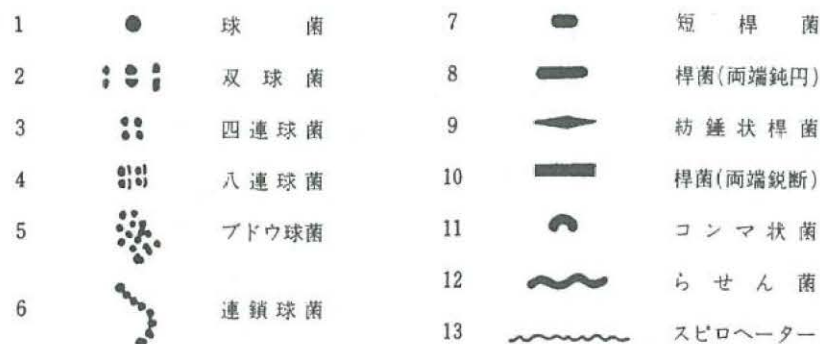 1 球菌
2 双球菌
3 四連球菌
4 八連球菌
5 ブドウ球菌
6 連鎖球菌
7 短桿菌
8 桿菌(両端鈍円)
9 紡錘状桿菌
10 桿菌(両端鋭断)
11 コンマ状菌
12 らせん菌
13 スピロヘーター